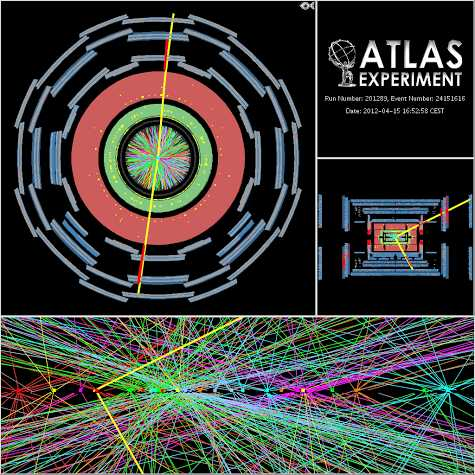 ATLAS
EXPERIMENT
Run Number: 201289, Event Number: 24151616
Date: 2012-04-15 16:52:58 CEST